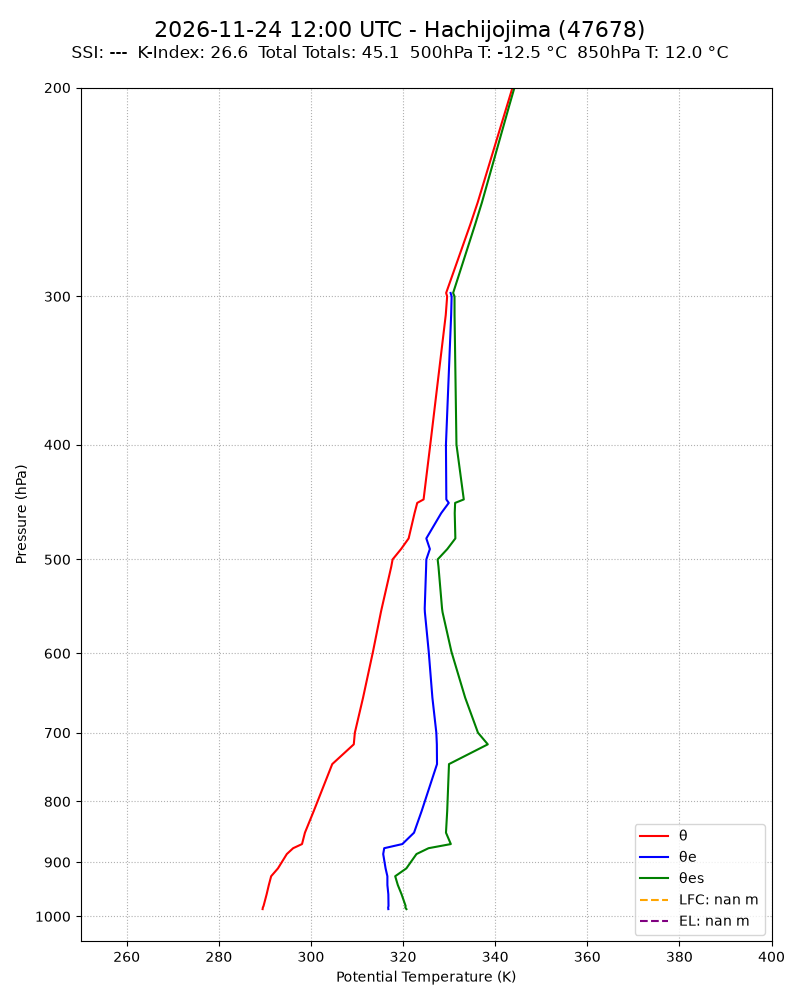 2026-11-24 12:00 UTC - Hachijojima (47678)
SSI: --- K-Index: 26.6 Total Totals: 45.1 500hPa T: -12.5 °C 850hPa T: 12.0 °C
200
300
400
500
600
700
800
900
1000
Pressure (hPa)
260 280 300 320 340 360 380 400
Potential Temperature (K)
θ
θe
θes
LFC: nan m
EL: nan m